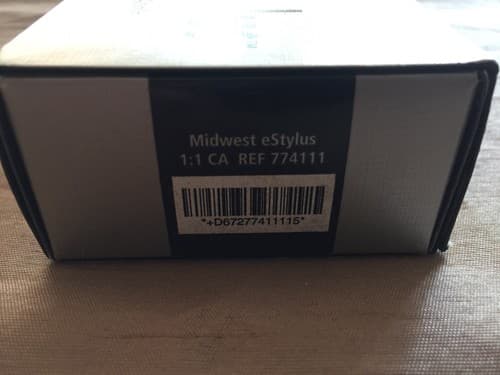 Midwest eStylus
1:1 CA REF 774111
*+D67277411115*